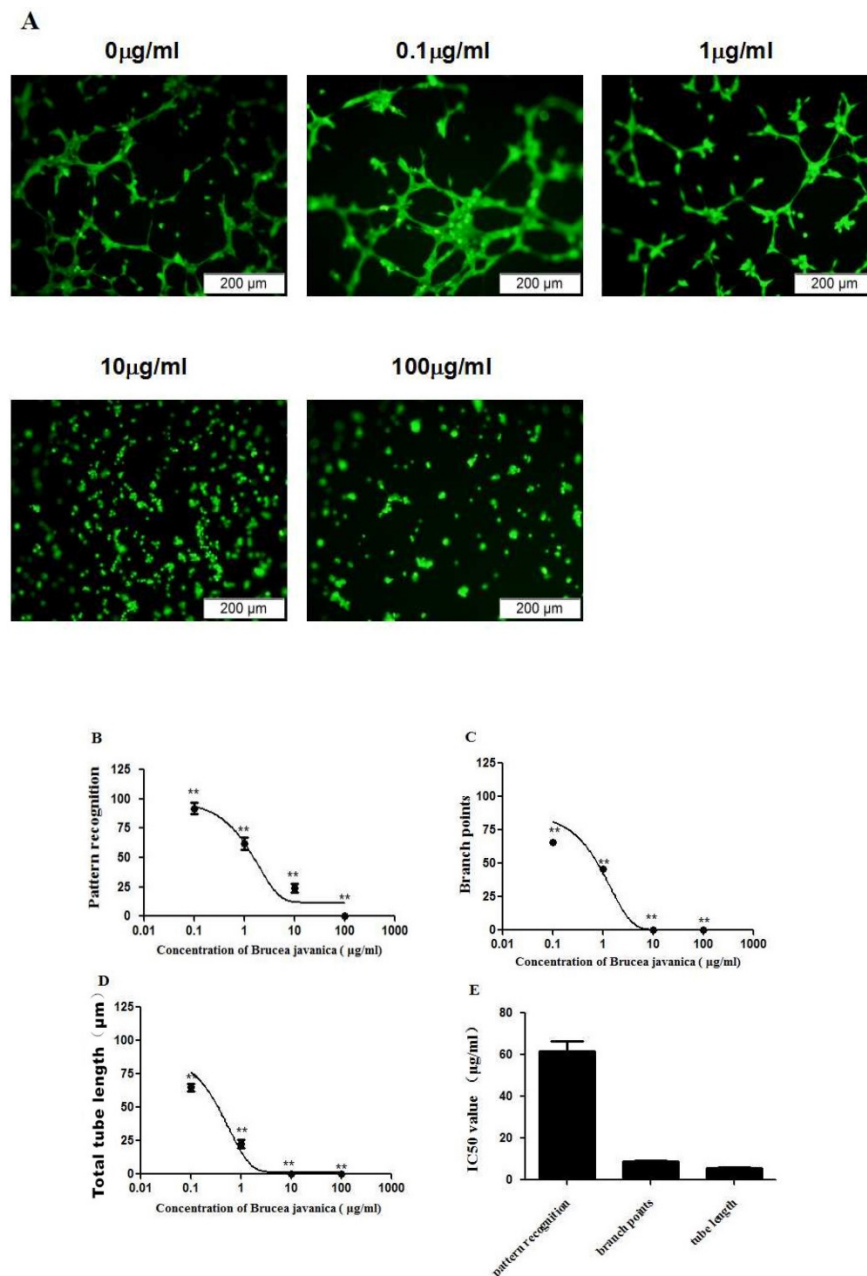 A
0µg/ml 0.1µg/ml 1µg/ml
200 µm 200 µm 200 µm
10µg/ml 100µg/ml
200 µm 200 µm
B
Pattern recognition
125
100
75
50
25
0
** ** ** **
0.01 0.1 1 10 100 1000
Concentration of Brucea javanica ( µg/ml)
C
Branch points
125
100
75
50
25
0
** ** ** **
0.01 0.1 1 10 100 1000
Concentration of Brucea javanica ( µg/ml)
D
Total tube length（µm）
125
100
75
50
25
0
** ** ** **
0.01 0.1 1 10 100 1000
Concentration of Brucea javanica ( µg/ml)
E
IC50 value （µg/ml）
80
60
40
20
0
pattern recognition
branch points
tube length